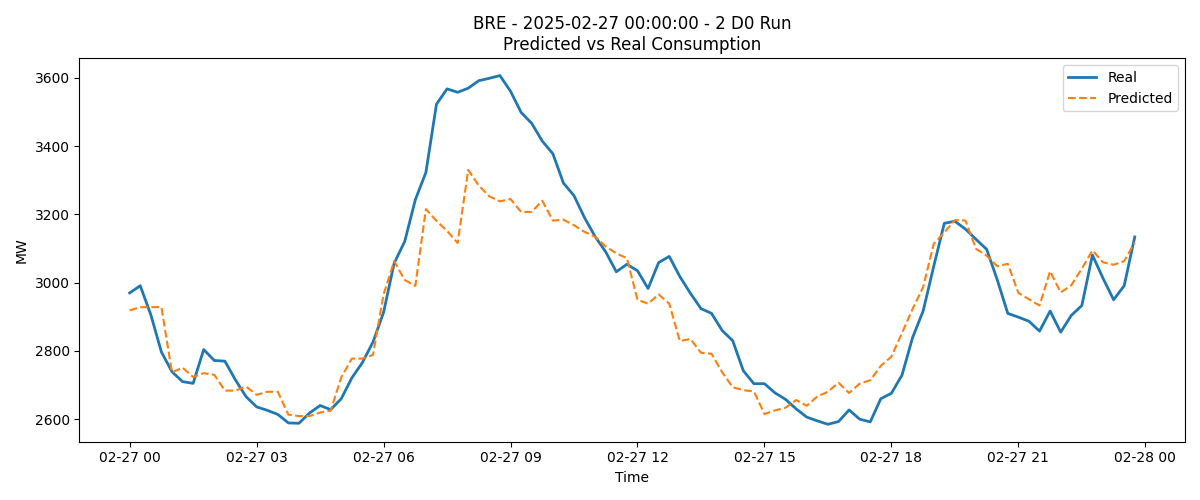 BRE - 2025-02-27 00:00:00 - 2 D0 Run
Predicted vs Real Consumption
Real
Predicted
MW
3600
3400
3200
3000
2800
2600
02-27 00
02-27 03
02-27 06
02-27 09
02-27 12
02-27 15
02-27 18
02-27 21
02-28 00
Time